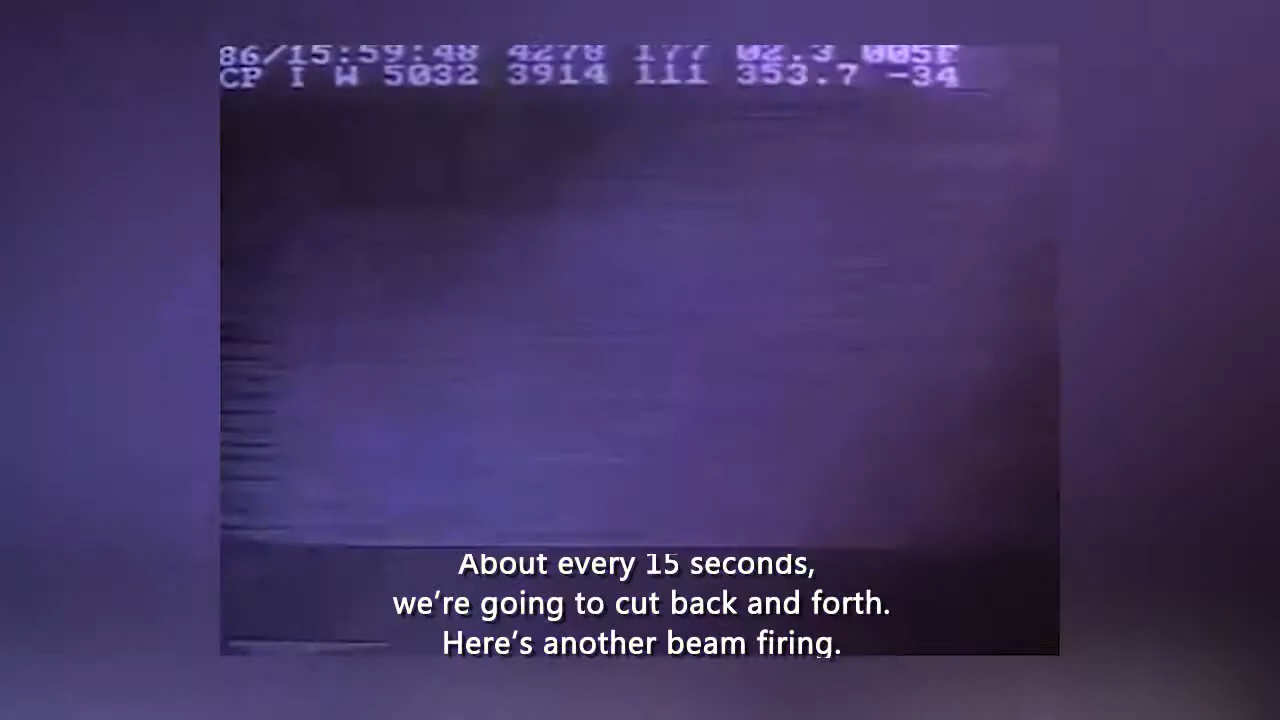 86/15:59:48 4278 177 02.3 .005F
CP I W 5032 3914 111 353.7 -34
About every 15 seconds,
we're going to cut back and forth.
Here's another beam firing.